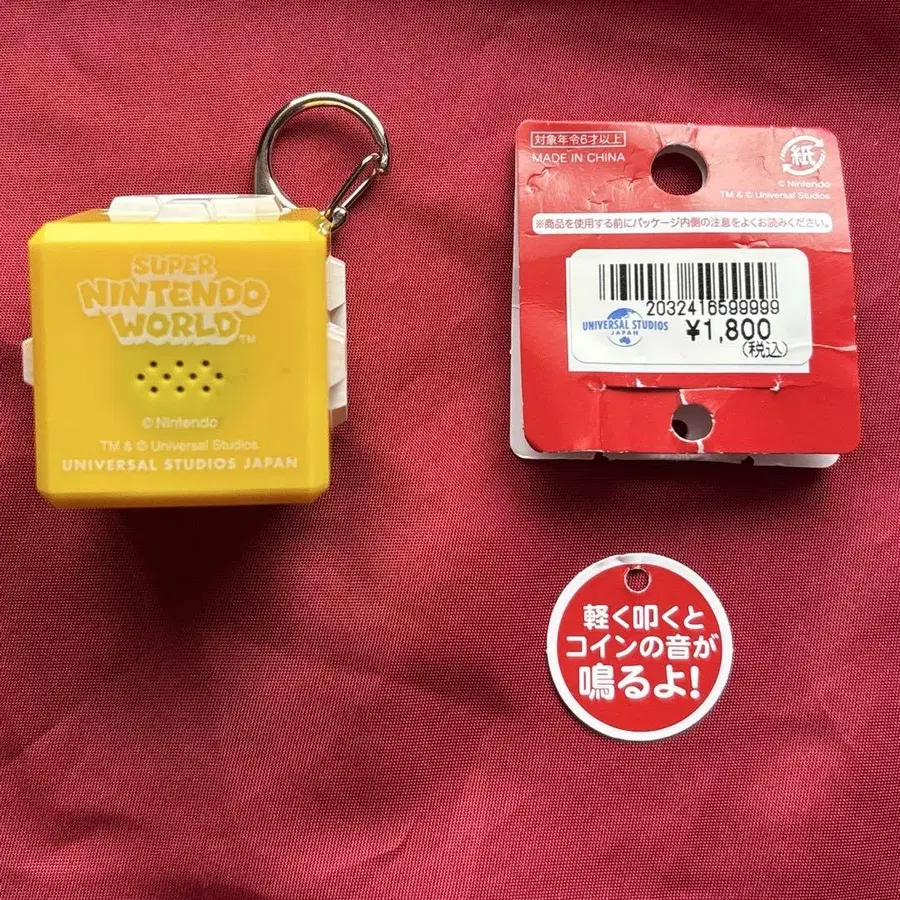 SUPER
NINTENDO
WORLD™
© Nintendo
TM & © Universal Studios.
UNIVERSAL STUDIOS JAPAN
対象年令6才以上
MADE IN CHINA
紙
© Nintendo
TM & © Universal Studios
※商品を使用する前にパッケージ内側の注意をよくお読みください。
2032416599999
UNIVERSAL STUDIOS
JAPAN
¥1,800
(税込)
軽く叩くと
コインの音が
鳴るよ!